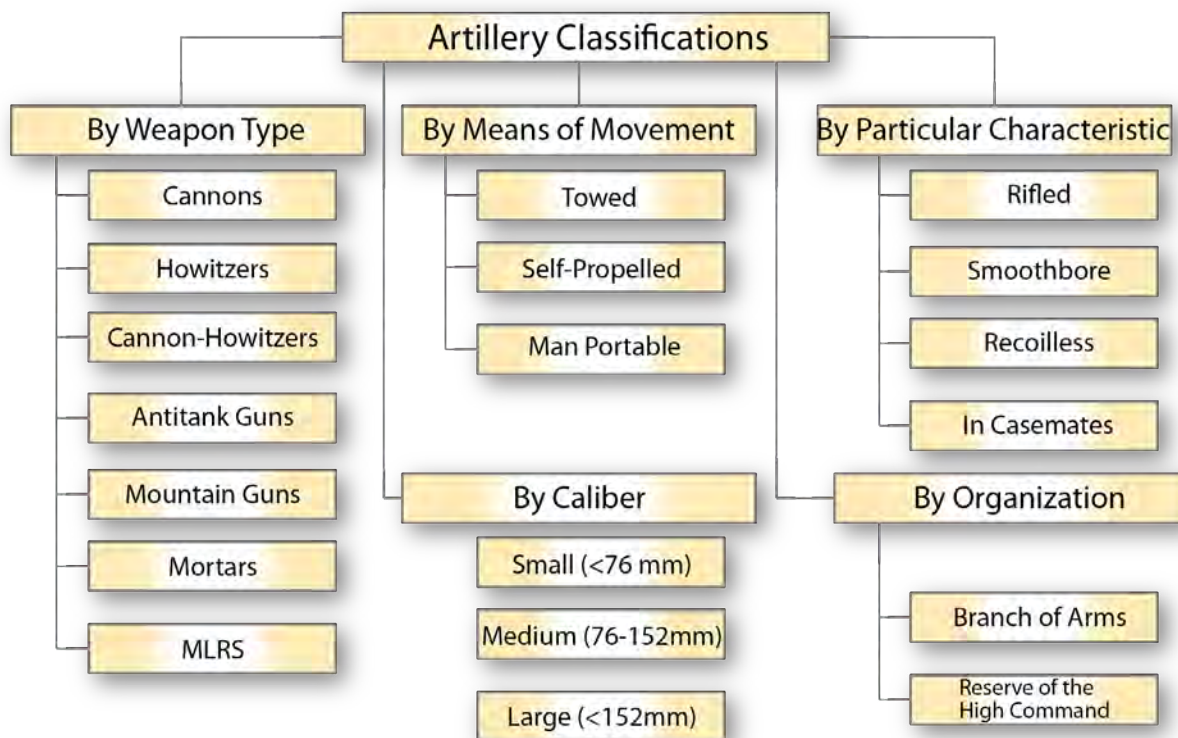 Artillery Classifications
By Weapon Type
Cannons
Howitzers
Cannon-Howitzers
Antitank Guns
Mountain Guns
Mortars
MLRS
By Means of Movement
Towed
Self-Propelled
Man Portable
By Caliber
Small (<76 mm)
Medium (76-152mm)
Large (<152mm)
By Particular Characteristic
Rifled
Smoothbore
Recoilless
In Casemates
By Organization
Branch of Arms
Reserve of the
High Command